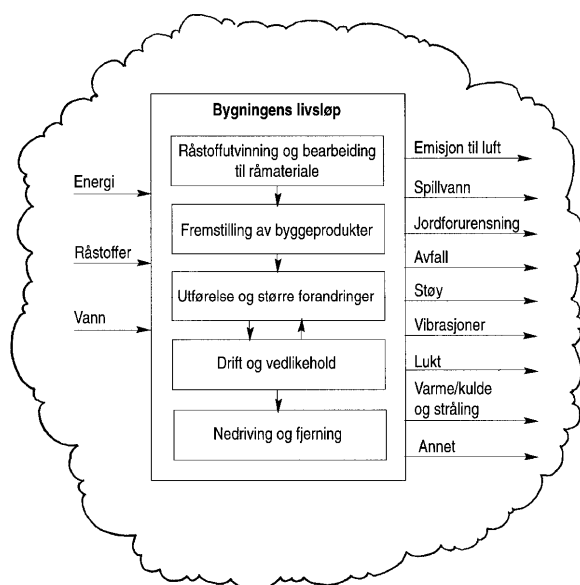 Bygningens livsløp
Råstoffutvinning og bearbeiding
til råmateriale
Fremstilling av byggeprodukter
Utførelse og større forandringer
Drift og vedlikehold
Nedriving og fjerning
Energi
Råstoffer
Vann
Emisjon til luft
Spillvann
Jordforurensning
Avfall
Støy
Vibrasjoner
Lukt
Varme/kulde
og stråling
Annet